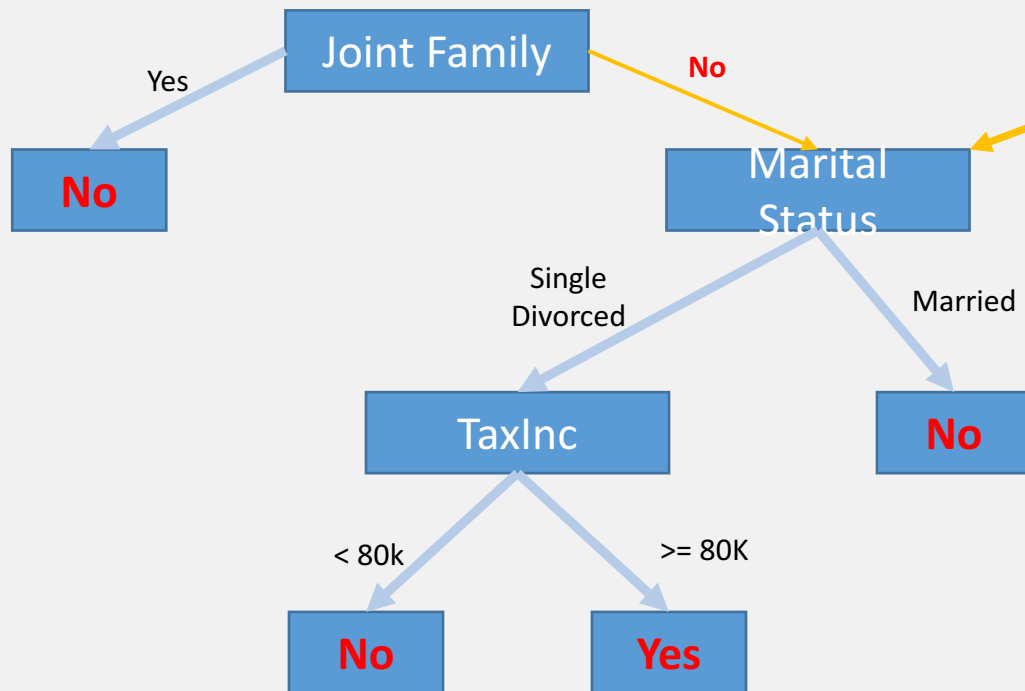 Joint Family
Yes
No
No
Marital
Status
Single
Divorced
Married
TaxInc
No
< 80k
>= 80K
No
Yes